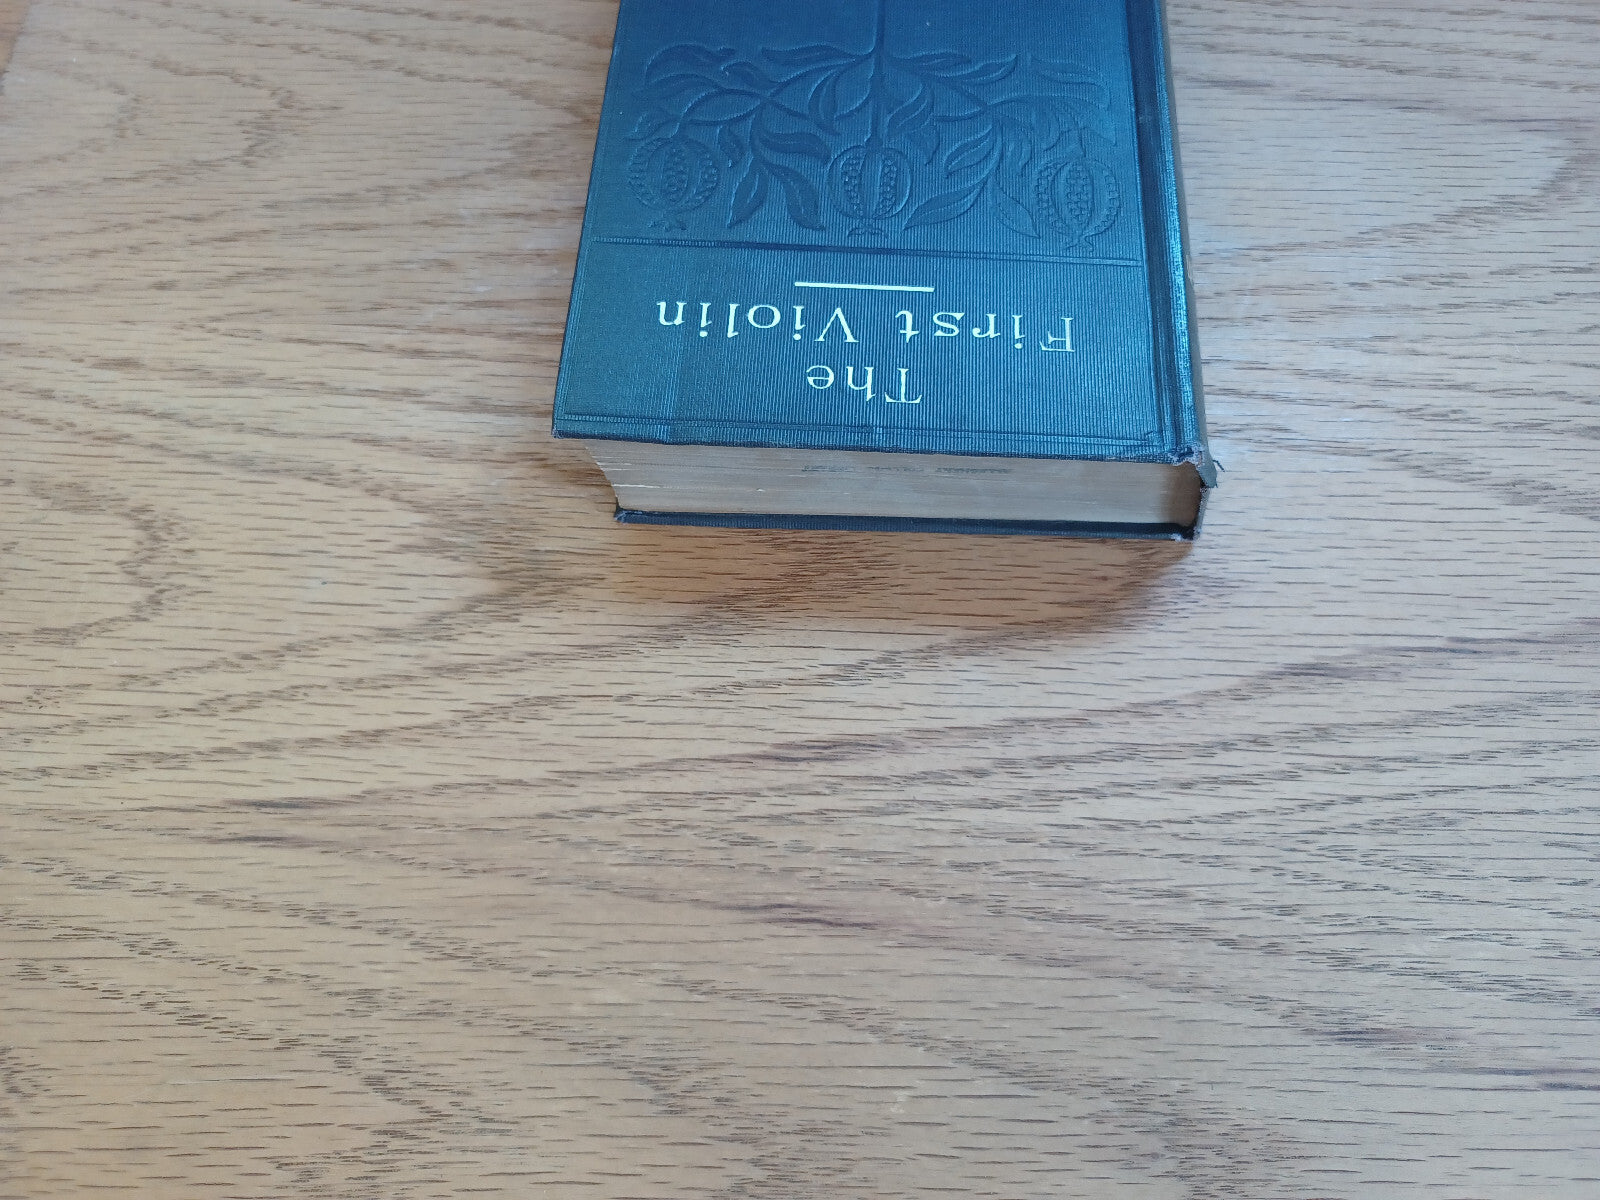 The
First Violin